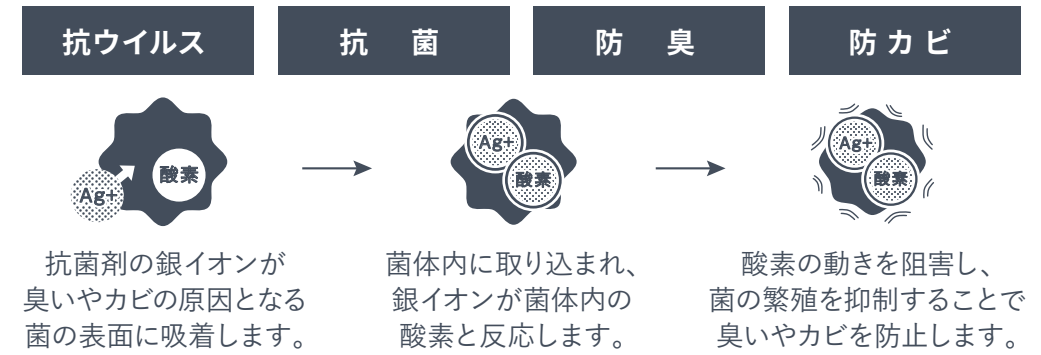 抗ウイルス
抗　菌
防　臭
防カビ
Ag+
酸素
Ag+
酸素
Ag+
酸素
抗菌剤の銀イオンが
臭いやカビの原因となる
菌の表面に吸着します。
菌体内に取り込まれ、
銀イオンが菌体内の
酸素と反応します。
酸素の動きを阻害し、
菌の繁殖を抑制することで
臭いやカビを防止します。